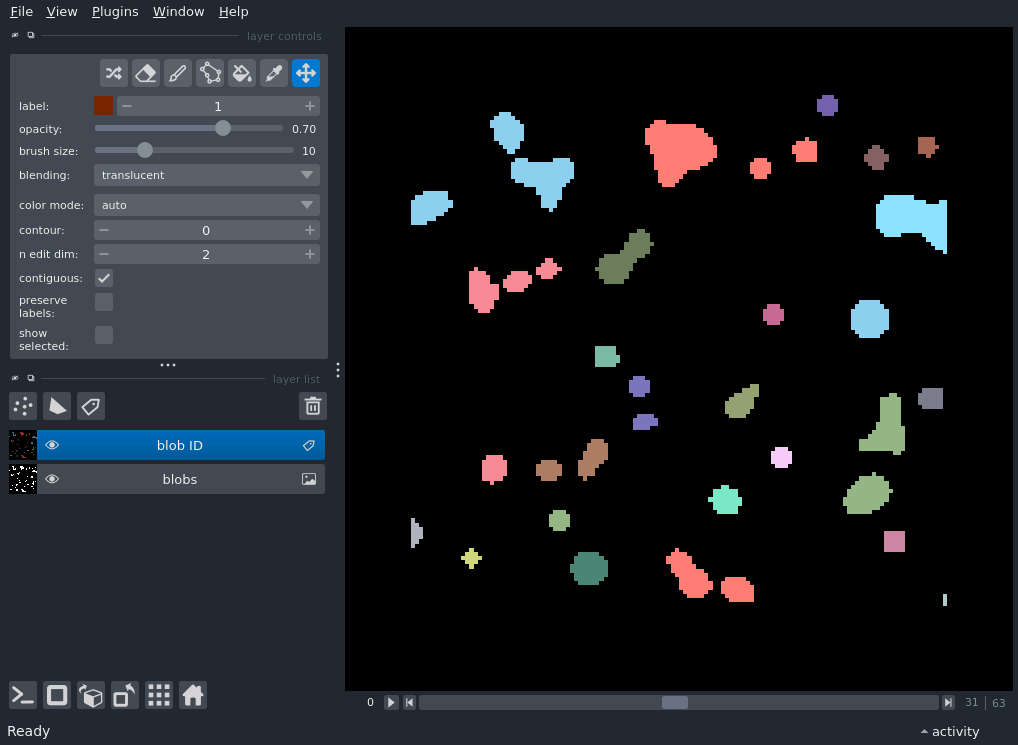 File View Plugins Window Help
layer controls
label: 1
opacity: 0.70
brush size: 10
blending: translucent
color mode: auto
contour: 0
n edit dim: 2
contiguous:
preserve
labels:
show
selected:
layer list
blob ID
blobs
0 31 | 63
Ready activity